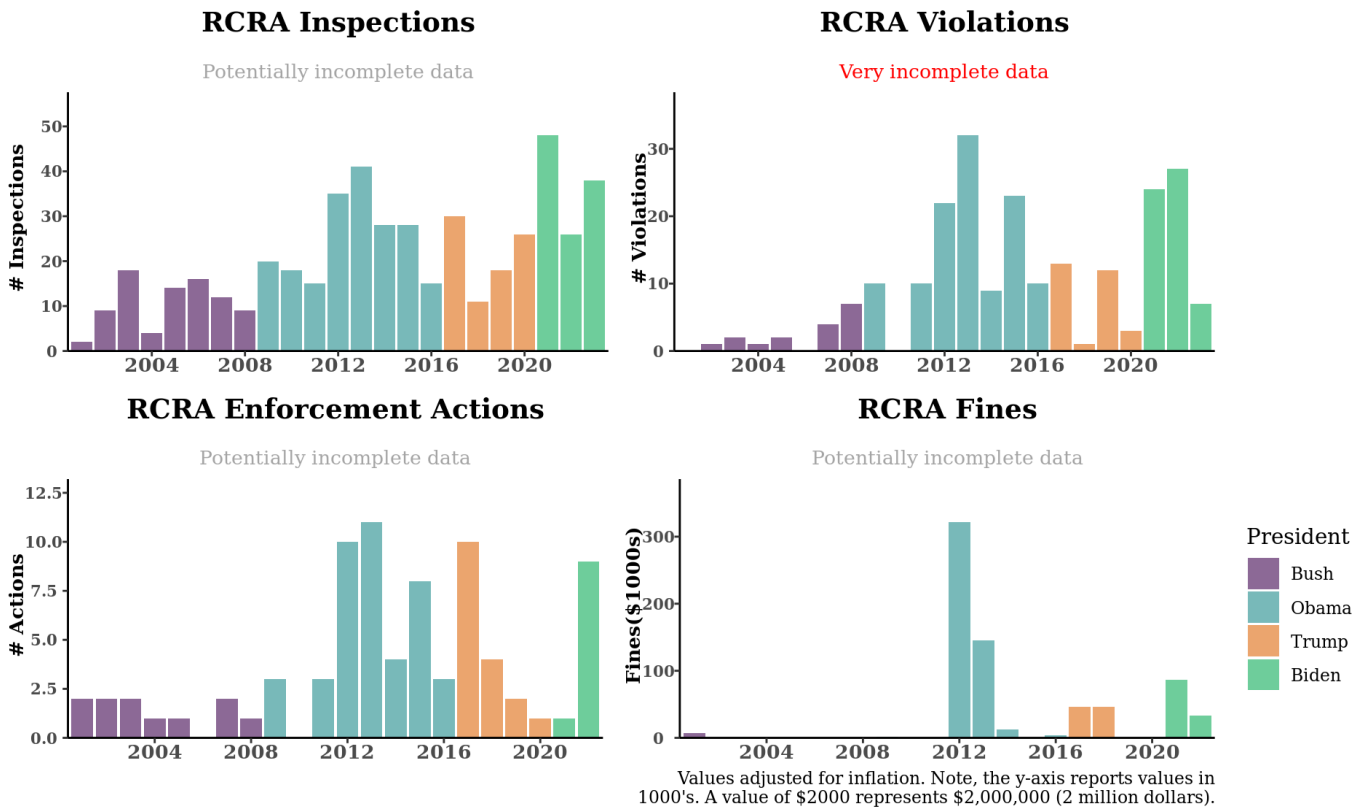 RCRA Inspections
Potentially incomplete data
# Inspections
50
40
30
20
10
0
2004 2008 2012 2016 2020
RCRA Violations
Very incomplete data
# Violations
30
20
10
0
2004 2008 2012 2016 2020
RCRA Enforcement Actions
Potentially incomplete data
# Actions
12.5
10.0
7.5
5.0
2.5
0.0
2004 2008 2012 2016 2020
RCRA Fines
Potentially incomplete data
Fines($1000s)
300
200
100
0
2004 2008 2012 2016 2020
President
Bush
Obama
Trump
Biden
Values adjusted for inflation. Note, the y-axis reports values in
1000's. A value of $2000 represents $2,000,000 (2 million dollars).